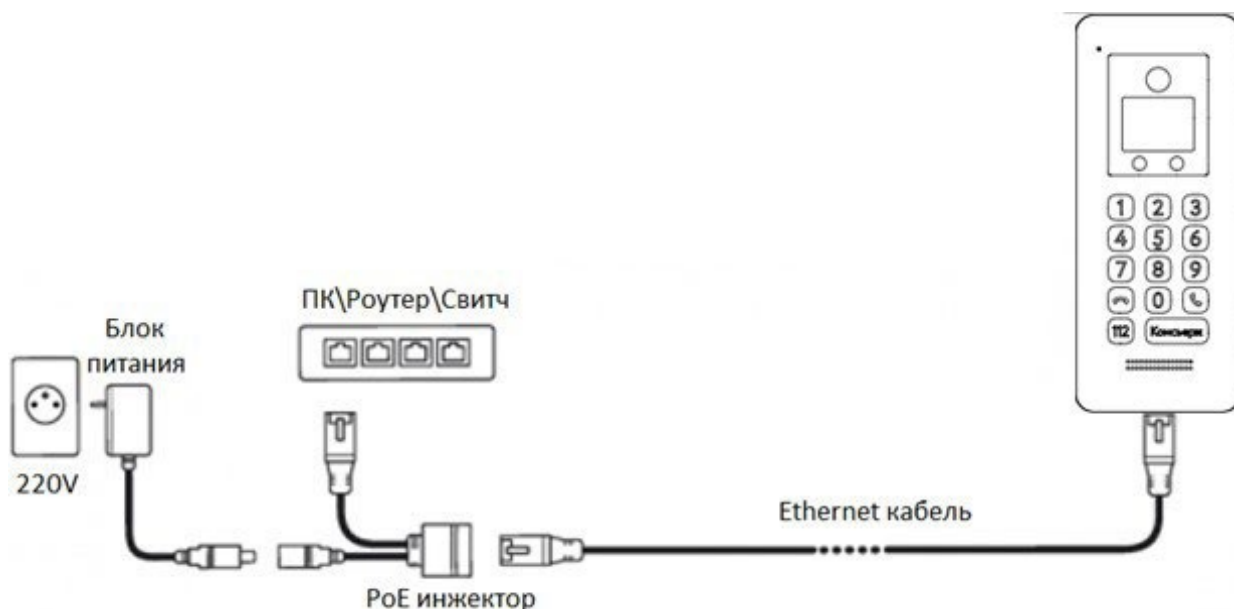 1 2 3
4 5 6
7 8 9
0
112 Консьерж
ПК\Роутер\Свитч
Блок
питания
220V
Ethernet кабель
PoE инжектор